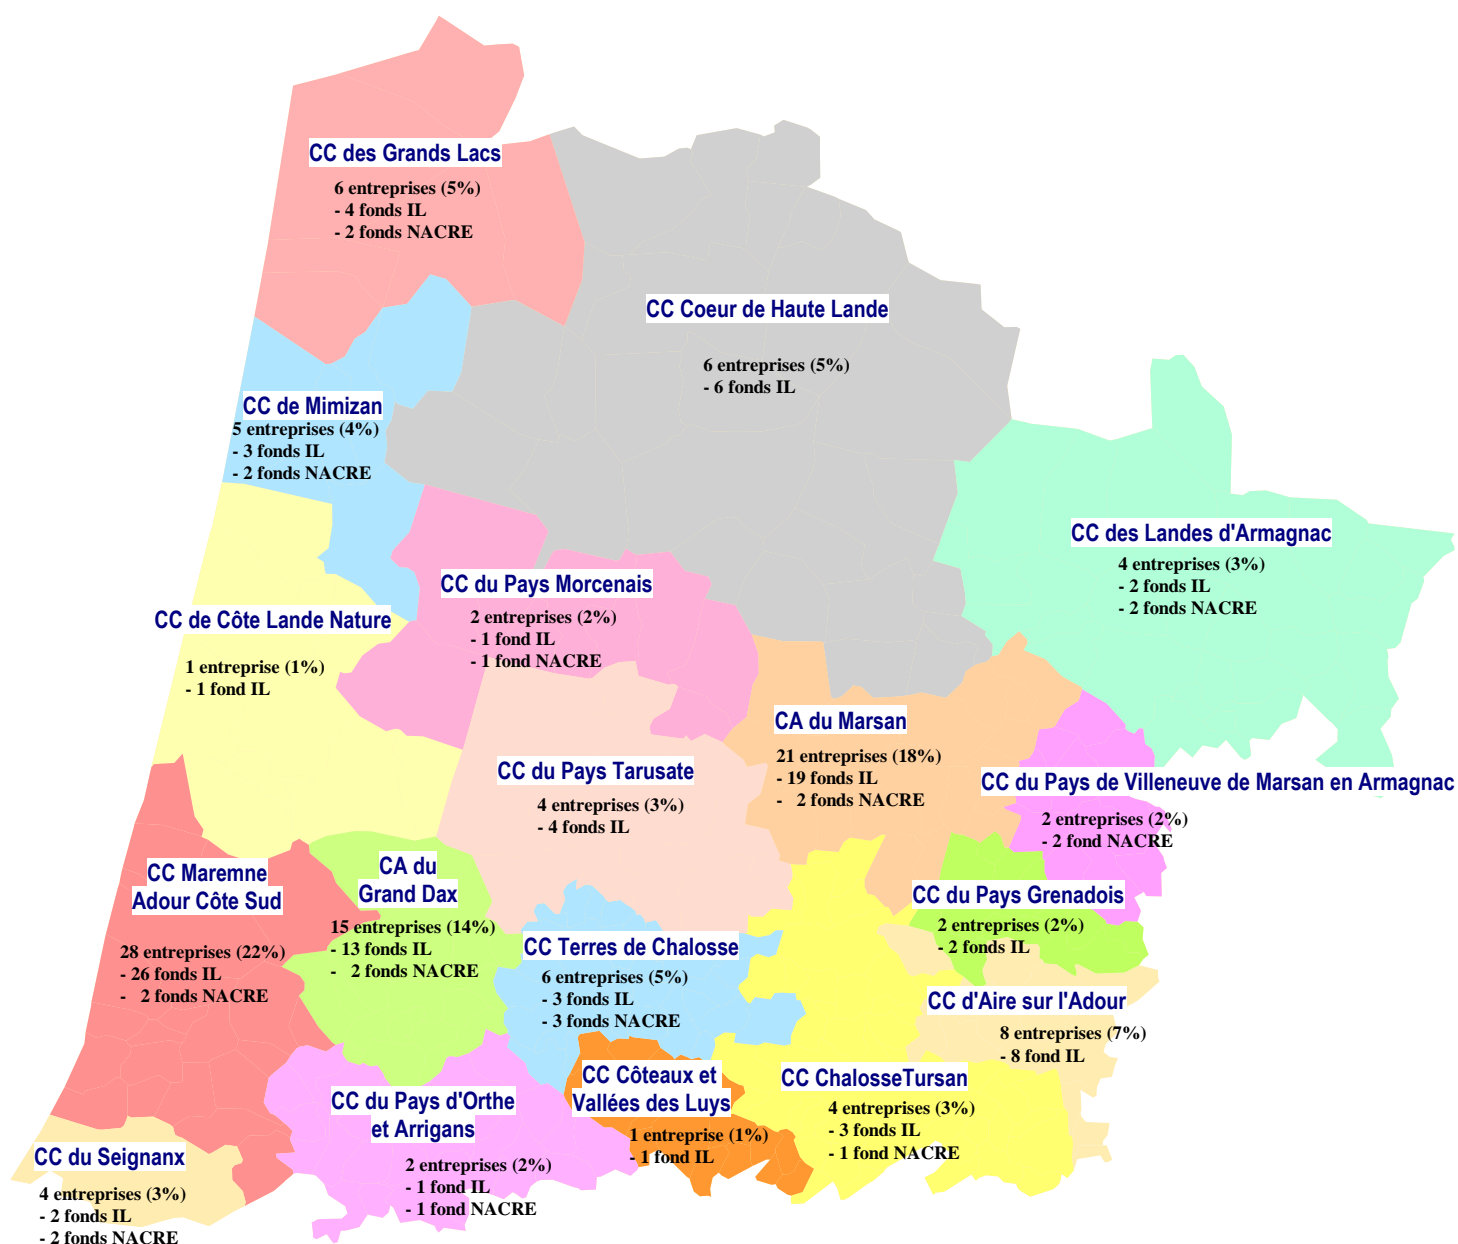 CC des Grands Lacs
6 entreprises (5%)
- 4 fonds IL
- 2 fonds NACRE
CC Coeur de Haute Lande
6 entreprises (5%)
- 6 fonds IL
CC de Mimizan
5 entreprises (4%)
- 3 fonds IL
- 2 fonds NACRE
CC des Landes d'Armagnac
4 entreprises (3%)
- 2 fonds IL
- 2 fonds NACRE
CC du Pays Morcenais
2 entreprises (2%)
- 1 fond IL
- 1 fond NACRE
CC de Côte Lande Nature
1 entreprise (1%)
- 1 fond IL
CA du Marsan
21 entreprises (18%)
- 19 fonds IL
- 2 fonds NACRE
CC du Pays Tarusate
4 entreprises (3%)
- 4 fonds IL
CC du Pays de Villeneuve de Marsan en Armagnac
2 entreprises (2%)
- 2 fond NACRE
CC Maremne
Adour Côte Sud
28 entreprises (22%)
- 26 fonds IL
- 2 fonds NACRE
CA du
Grand Dax
15 entreprises (14%)
- 13 fonds IL
- 2 fonds NACRE
CC du Pays Grenadois
2 entreprises (2%)
- 2 fonds IL
CC Terres de Chalosse
6 entreprises (5%)
- 3 fonds IL
- 3 fonds NACRE
CC d'Aire sur l'Adour
8 entreprises (7%)
- 8 fond IL
CC Côteaux et
Vallées des Luys
1 entreprise (1%)
- 1 fond IL
CC ChalosseTursan
4 entreprises (3%)
- 3 fonds IL
- 1 fond NACRE
CC du Pays d'Orthe
et Arrigans
2 entreprises (2%)
- 1 fond IL
- 1 fond NACRE
CC du Seignanx
4 entreprises (3%)
- 2 fonds IL
- 2 fonds NACRE